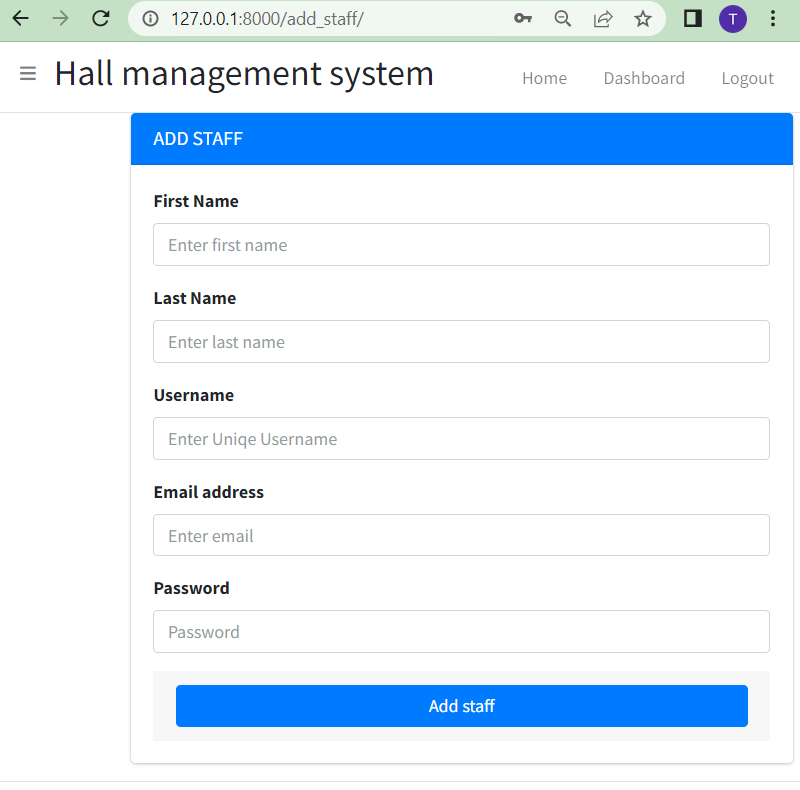 127.0.0.1:8000/add_staff/
T
Hall management system
Home Dashboard Logout
ADD STAFF
First Name
Enter first name
Last Name
Enter last name
Username
Enter Uniqe Username
Email address
Enter email
Password
Password
Add staff